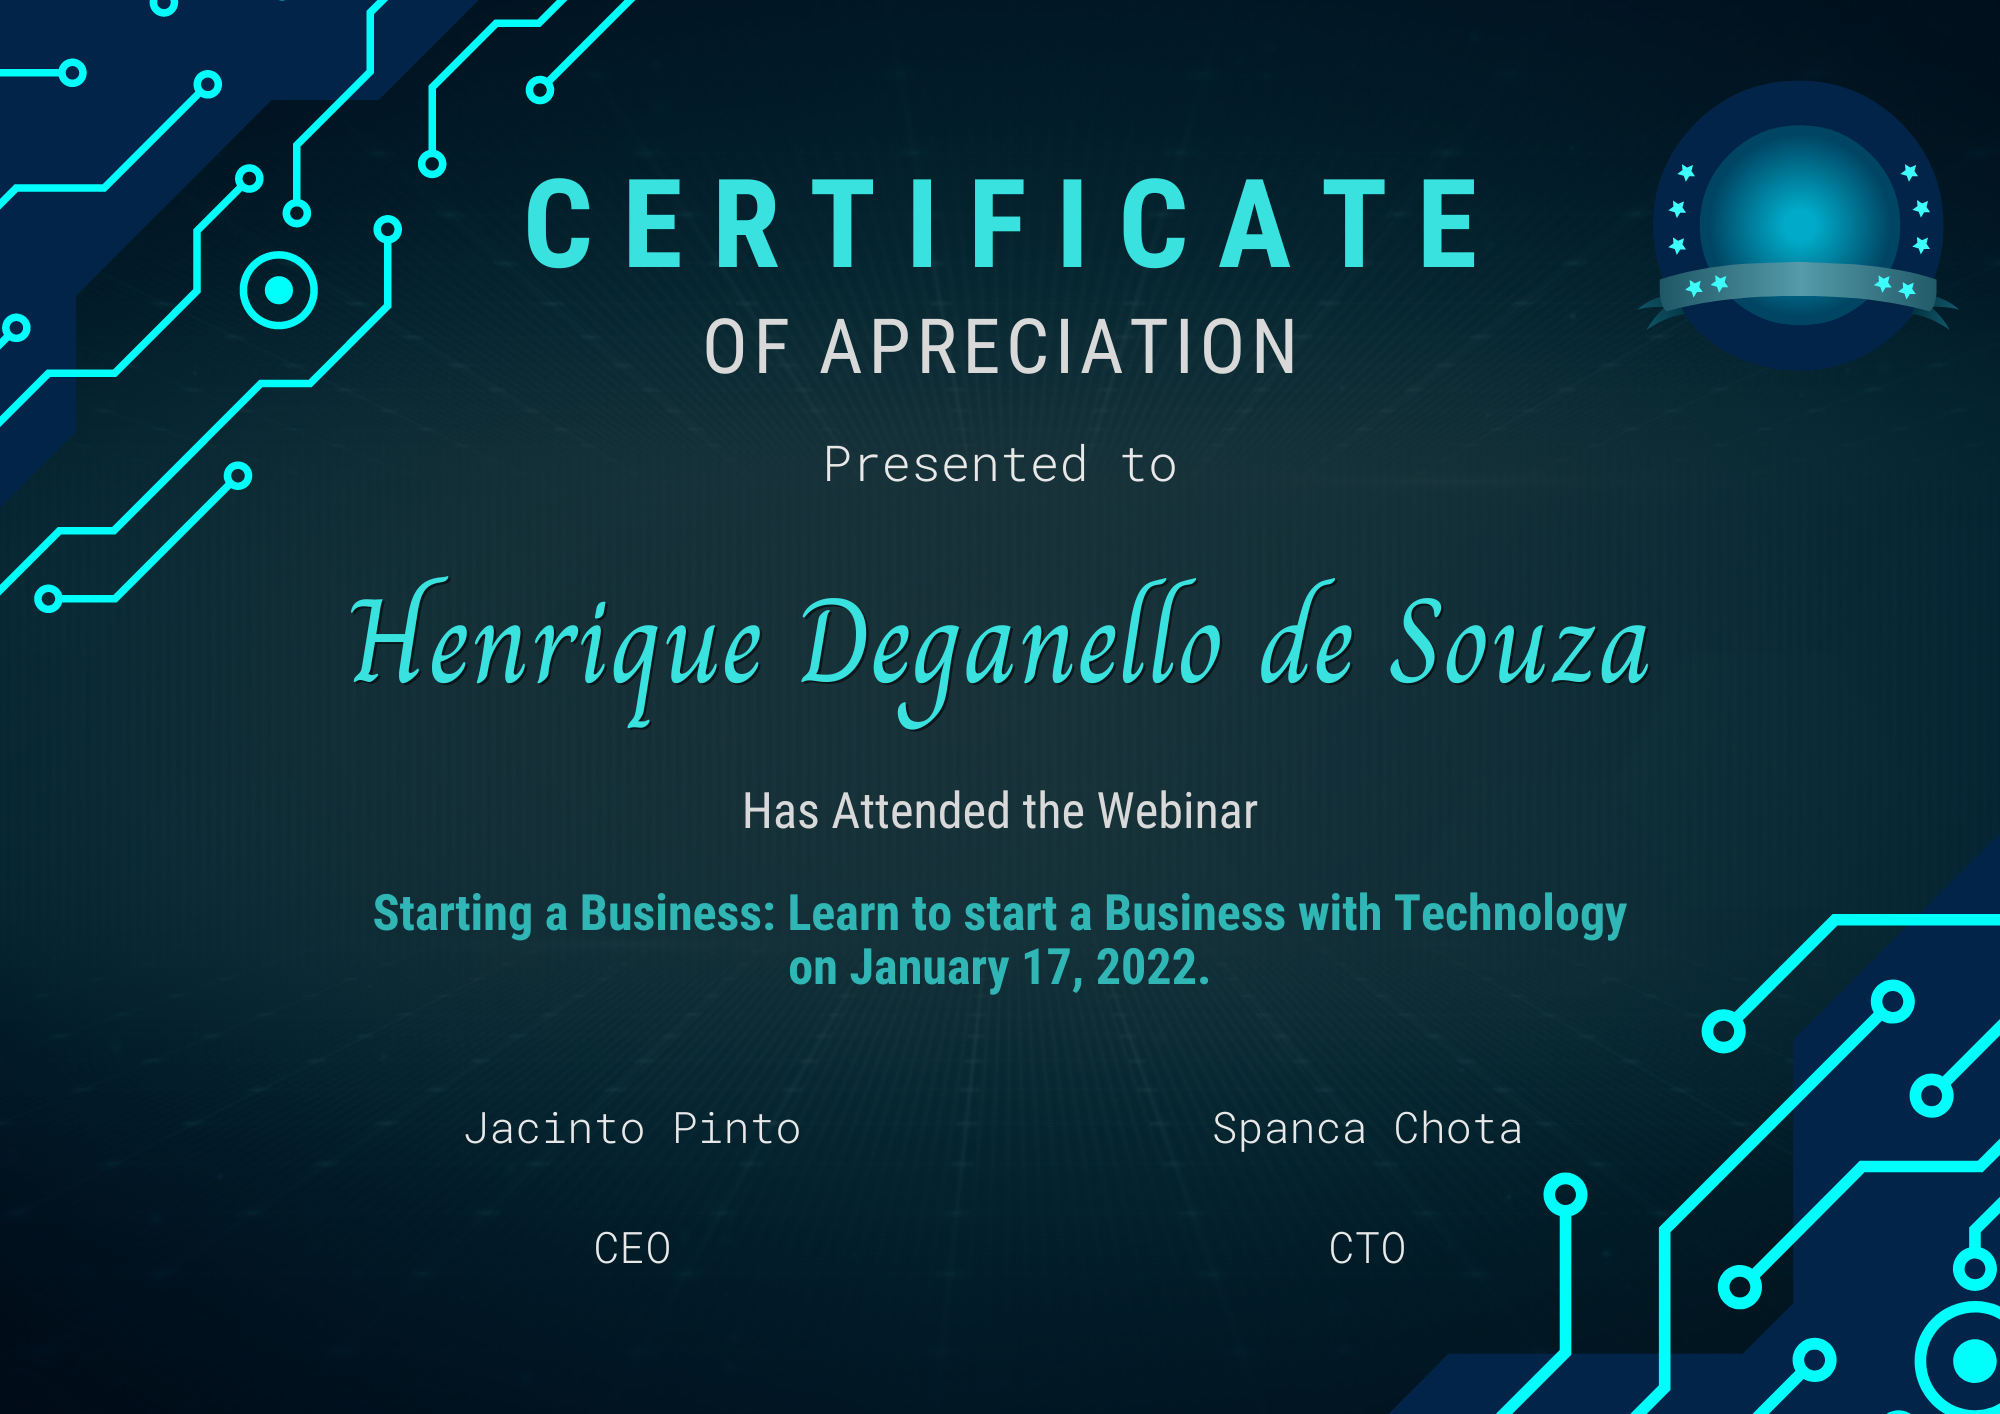 CERTIFICATE
OF APRECIATION
Presented to
Henrique Deganello de Souza
Has Attended the Webinar
Starting a Business: Learn to start a Business with Technology
on January 17, 2022.
Jacinto Pinto
Spanca Chota
CEO
CTO